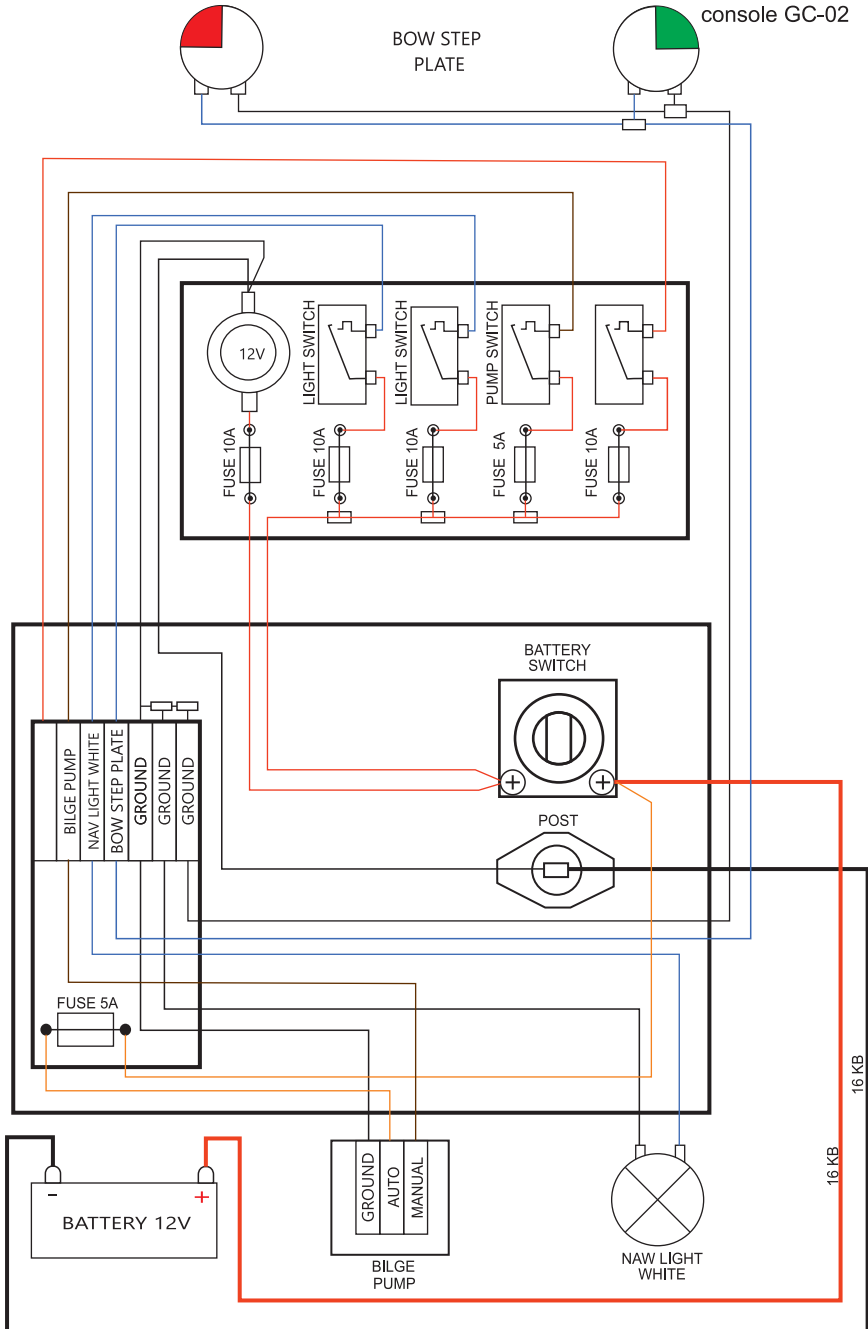 console GC-02
BOW STEP
PLATE
12V
LIGHT SWITCH
LIGHT SWITCH
PUMP SWITCH
FUSE 10A
FUSE 10A
FUSE 10A
FUSE 5A
FUSE 10A
BATTERY
SWITCH
BILGE PUMP
NAV LIGHT WHITE
BOW STEP PLATE
GROUND
GROUND
GROUND
POST
FUSE 5A
16 KB
16 KB
-
+
BATTERY 12V
GROUND
AUTO
MANUAL
BILGE
PUMP
NAW LIGHT
WHITE